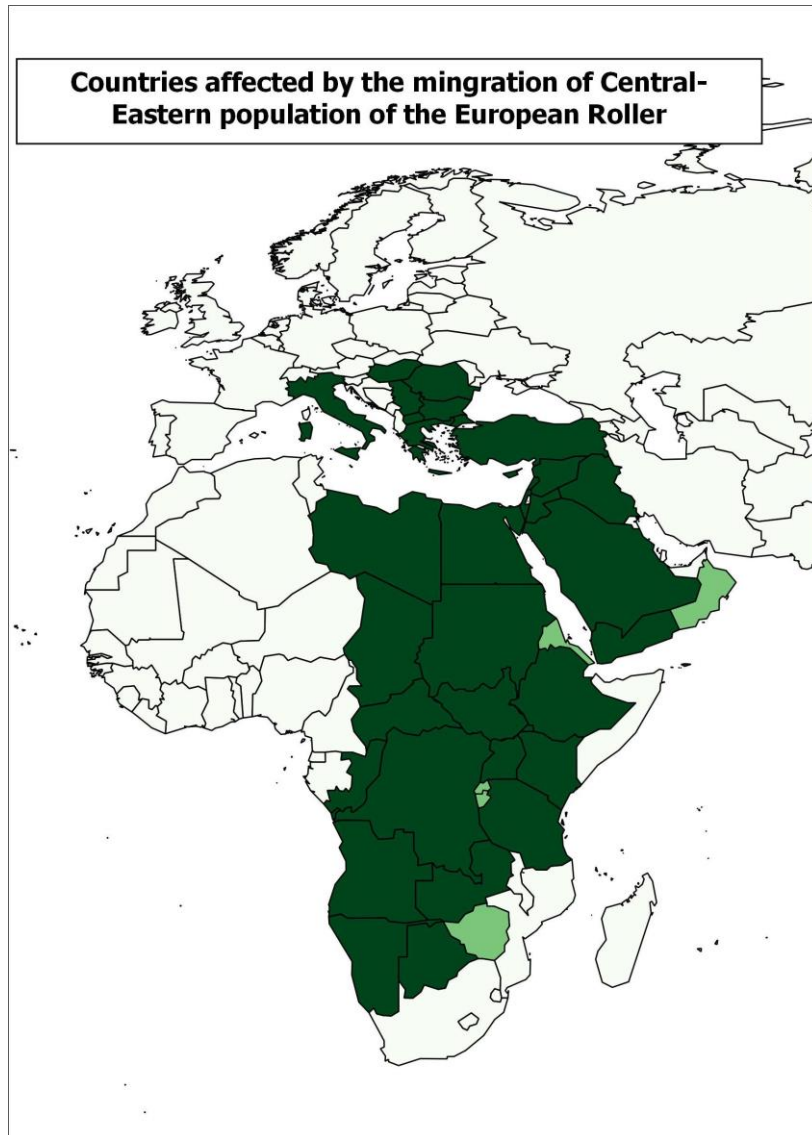 Countries affected by the mingration of Central-
Eastern population of the European Roller